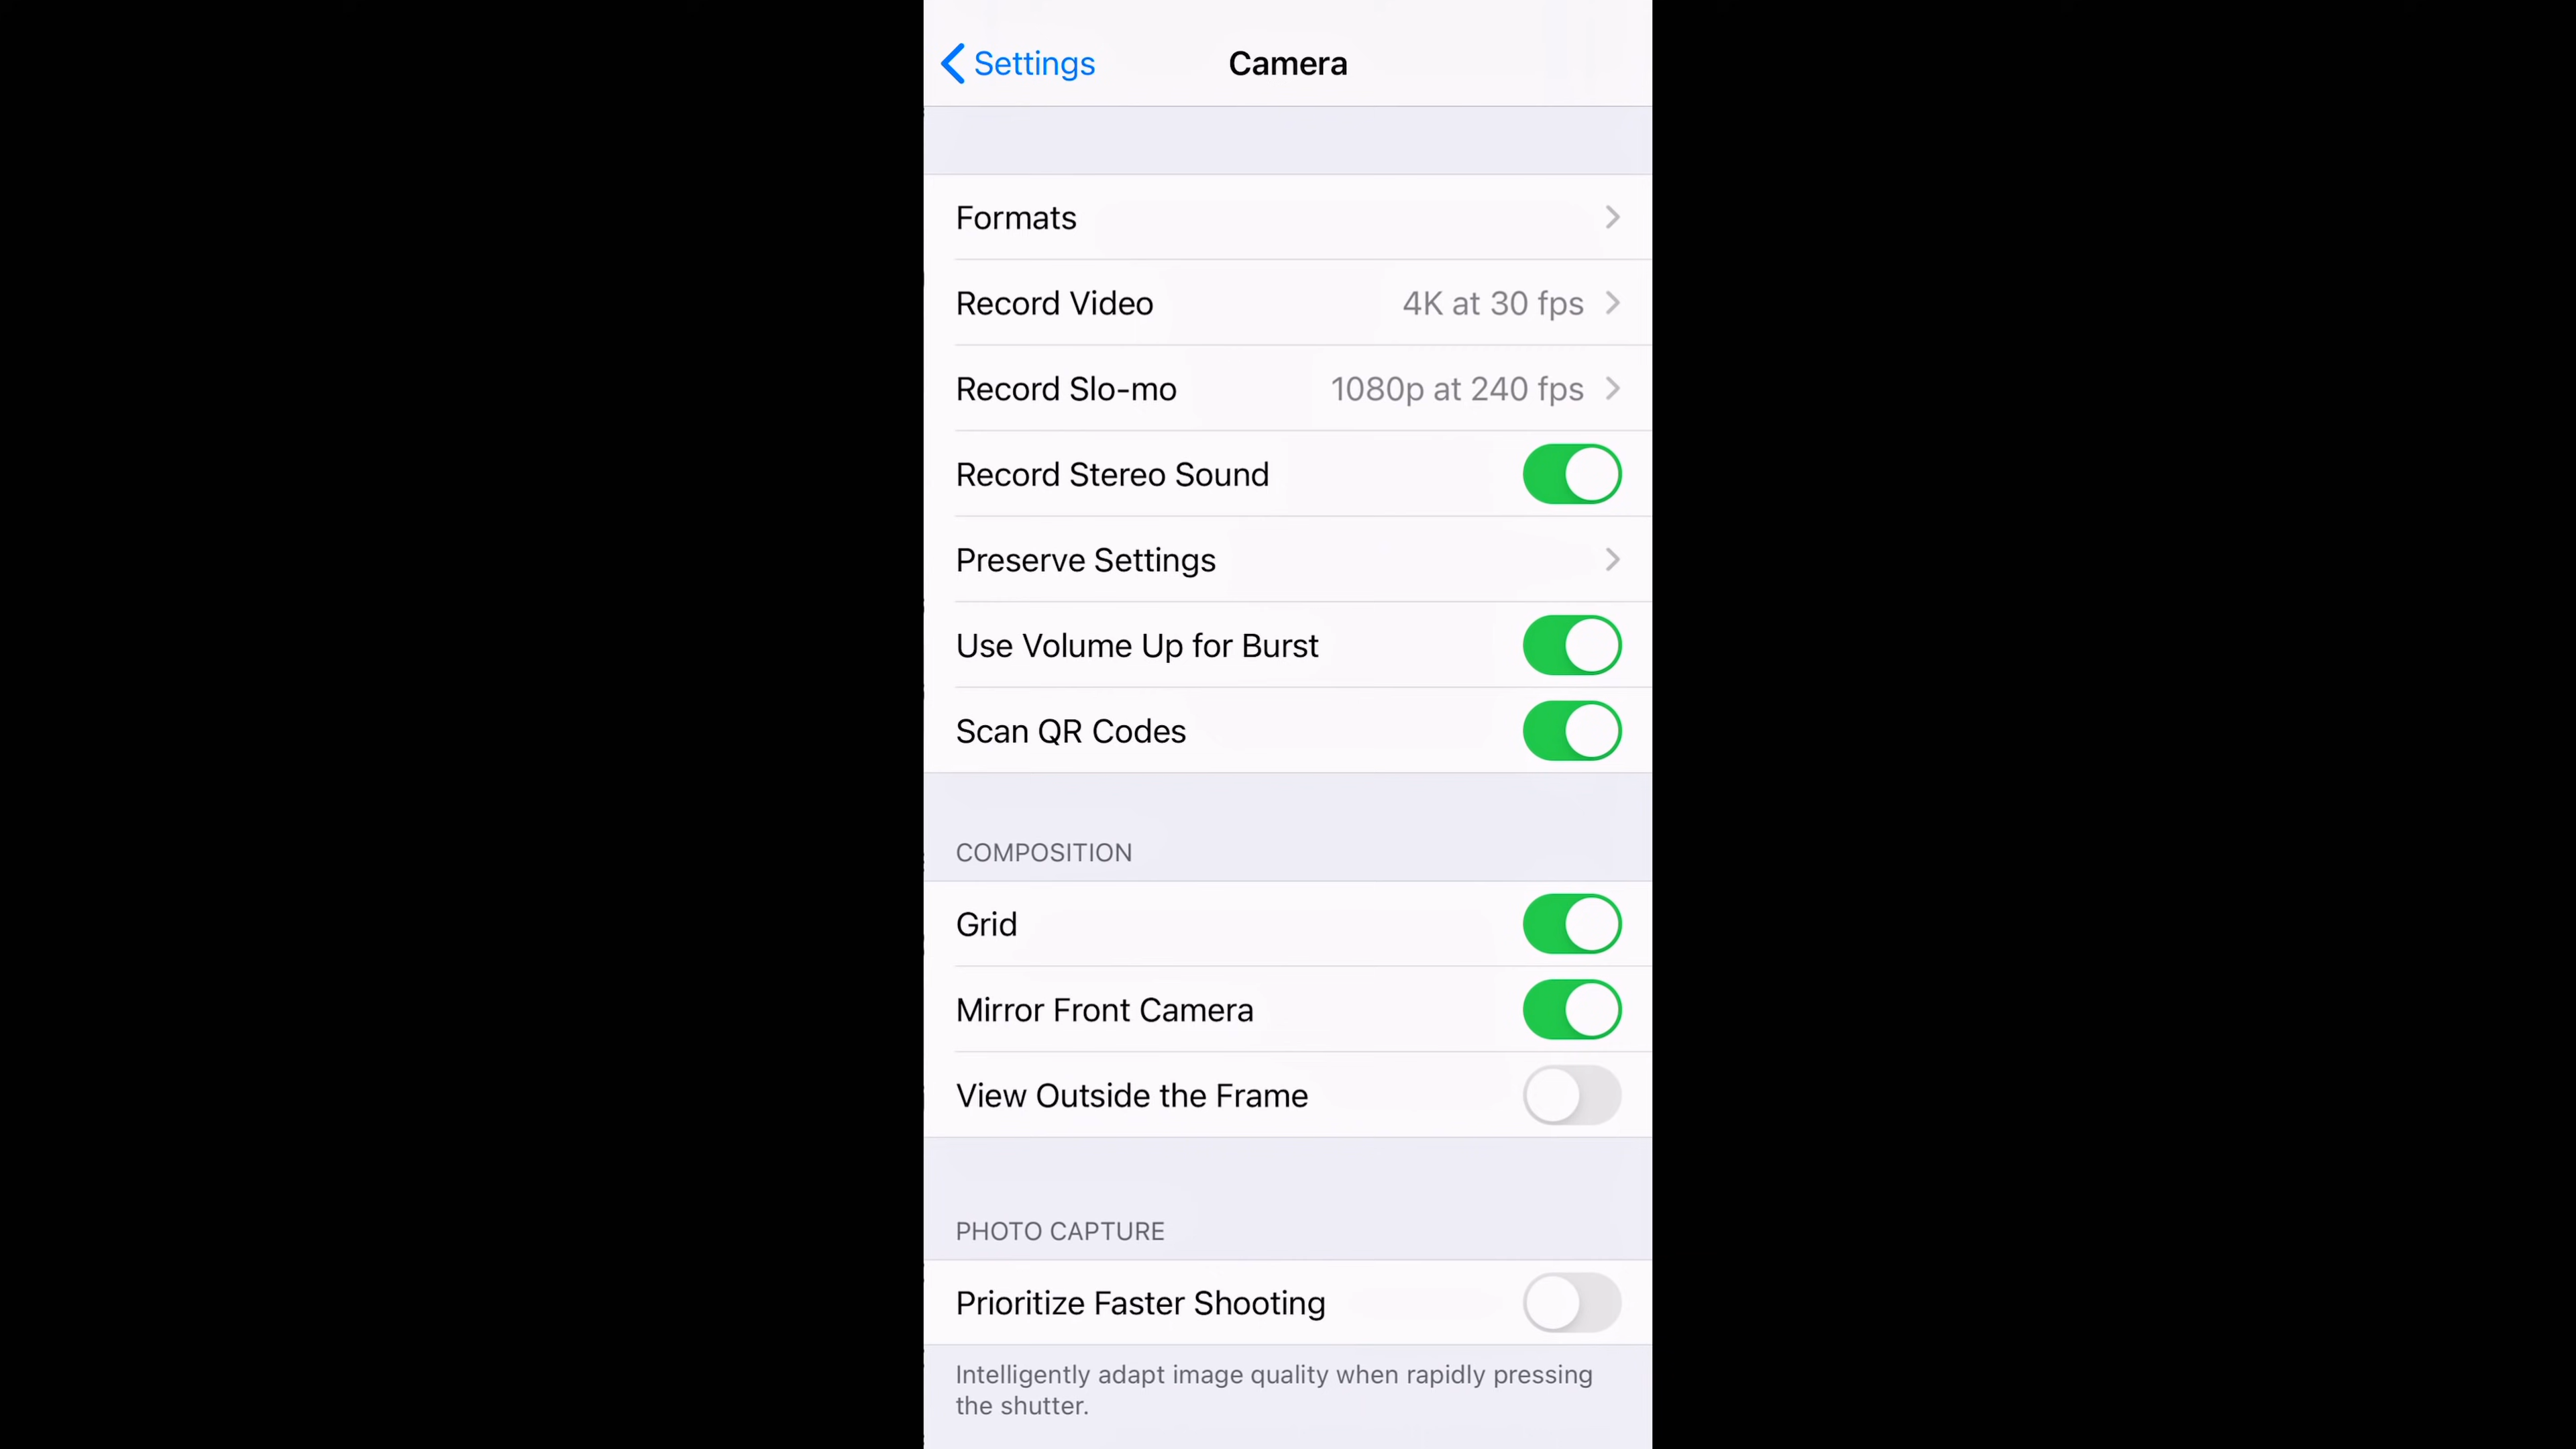 Settings
Camera
Formats
Record Video 4K at 30 fps
Record Slo-mo 1080p at 240 fps
Record Stereo Sound
Preserve Settings
Use Volume Up for Burst
Scan QR Codes
COMPOSITION
Grid
Mirror Front Camera
View Outside the Frame
PHOTO CAPTURE
Prioritize Faster Shooting
Intelligently adapt image quality when rapidly pressing
the shutter.